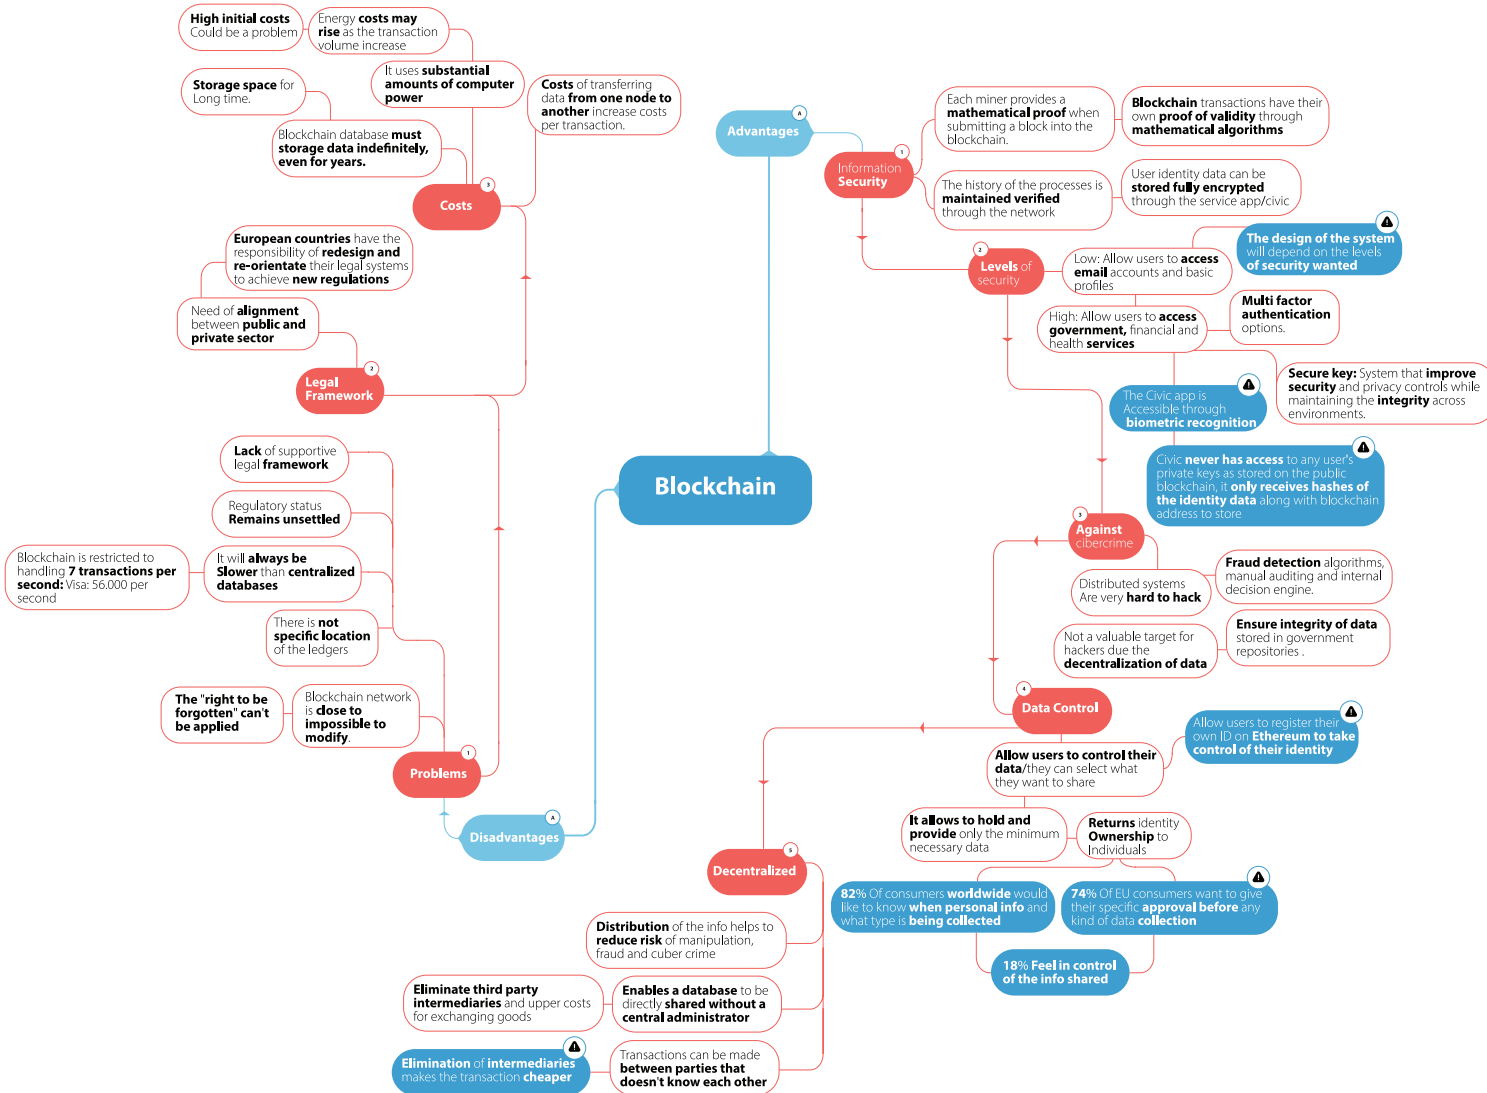 High initial costs
Could be a problem
Energy costs may
rise as the transaction
volume increase
It uses substantial
amounts of computer
power
Costs of transferring
data from one node to
another increase costs
per transaction.
Storage space for
Long time.
Blockchain database must
storage data indefinitely,
even for years.
3
Costs
European countries have the
responsibility of redesign and
re-orientate their legal systems
to achieve new regulations
Need of alignment
between public and
private sector
2
Legal
Framework
Lack of supportive
legal framework
Regulatory status
Remains unsettled
Blockchain is restricted to
handling 7 transactions per
second: Visa: 56.000 per
second
It will always be
Slower than centralized
databases
There is not
specific location
of the ledgers
The "right to be
forgotten" can't
be applied
Blockchain network
is close to
impossible to
modify.
1
Problems
A
Disadvantages
Blockchain
A
Advantages
1
Information
Security
Each miner provides a
mathematical proof when
submitting a block into the
blockchain.
Blockchain transactions have their
own proof of validity through
mathematical algorithms
The history of the processes is
maintained verified
through the network
User identity data can be
stored fully encrypted
through the service app/civic
2
Levels of
security
Low: Allow users to access
email accounts and basic
profiles
The design of the system
will depend on the levels
of security wanted
High: Allow users to access
government, financial and
health services
Multi factor
authentication
options.
Secure key: System that improve
security and privacy controls while
maintaining the integrity across
environments.
The Civic app is
Accessible through
biometric recognition
Civic never has access to any user's
private keys as stored on the public
blockchain, it only receives hashes of
the identity data along with blockchain
address to store
3
Against
cibercrime
Distributed systems
Are very hard to hack
Fraud detection algorithms,
manual auditing and internal
decision engine.
Not a valuable target for
hackers due the
decentralization of data
Ensure integrity of data
stored in government
repositories .
4
Data Control
Allow users to control their
data/they can select what
they want to share
Allow users to register their
own ID on Ethereum to take
control of their identity
It allows to hold and
provide only the minimum
necessary data
Returns identity
Ownership to
Individuals
82% Of consumers worldwide would
like to know when personal info and
what type is being collected
74% Of EU consumers want to give
their specific approval before any
kind of data collection
18% Feel in control
of the info shared
5
Decentralized
Distribution of the info helps to
reduce risk of manipulation,
fraud and cuber crime
Eliminate third party
intermediaries and upper costs
for exchanging goods
Enables a database to be
directly shared without a
central administrator
Elimination of intermediaries
makes the transaction cheaper
Transactions can be made
between parties that
doesn't know each other